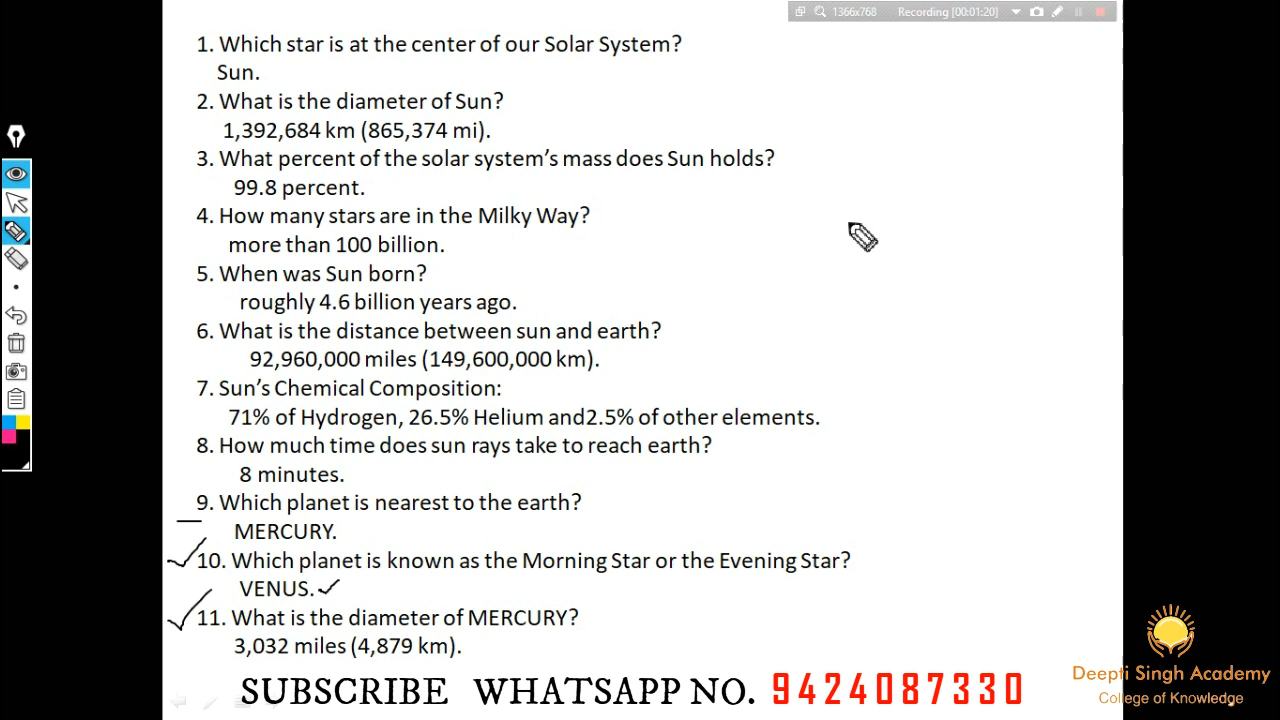 1366x768 Recording [00:01:20]
1. Which star is at the center of our Solar System?
Sun.
2. What is the diameter of Sun?
1,392,684 km (865,374 mi).
3. What percent of the solar system’s mass does Sun holds?
99.8 percent.
4. How many stars are in the Milky Way?
more than 100 billion.
5. When was Sun born?
roughly 4.6 billion years ago.
6. What is the distance between sun and earth?
92,960,000 miles (149,600,000 km).
7. Sun’s Chemical Composition:
71% of Hydrogen, 26.5% Helium and2.5% of other elements.
8. How much time does sun rays take to reach earth?
8 minutes.
9. Which planet is nearest to the earth?
MERCURY.
10. Which planet is known as the Morning Star or the Evening Star?
VENUS.
11. What is the diameter of MERCURY?
3,032 miles (4,879 km).
SUBSCRIBE WHATSAPP NO. 9424087330
Deepti Singh Academy
College of Knowledge